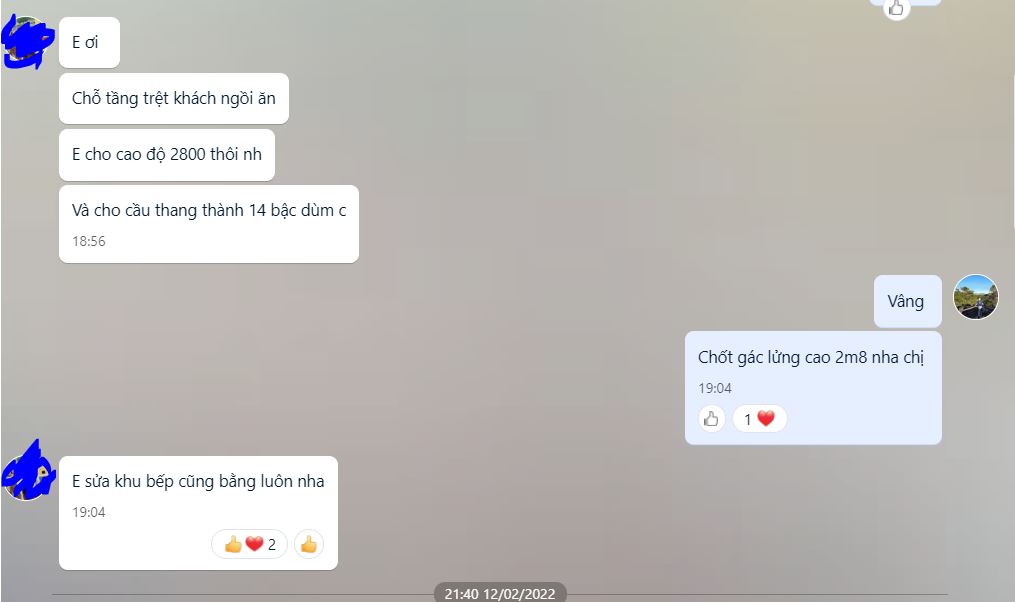 E ơi
Chỗ tầng trệt khách ngồi ăn
E cho cao độ 2800 thôi nh
Và cho cầu thang thành 14 bậc dùm c
18:56
Vâng
Chốt gác lửng cao 2m8 nha chị
19:04
1
E sửa khu bếp cũng bằng luôn nha
19:04
2
21:40 12/02/2022